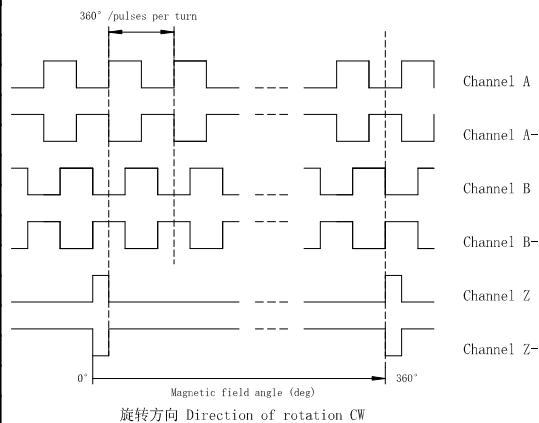 360° /pulses per turn
Channel A
Channel A-
Channel B
Channel B-
Channel Z
Channel Z-
0°
360°
Magnetic field angle (deg)
旋转方向 Direction of rotation CW